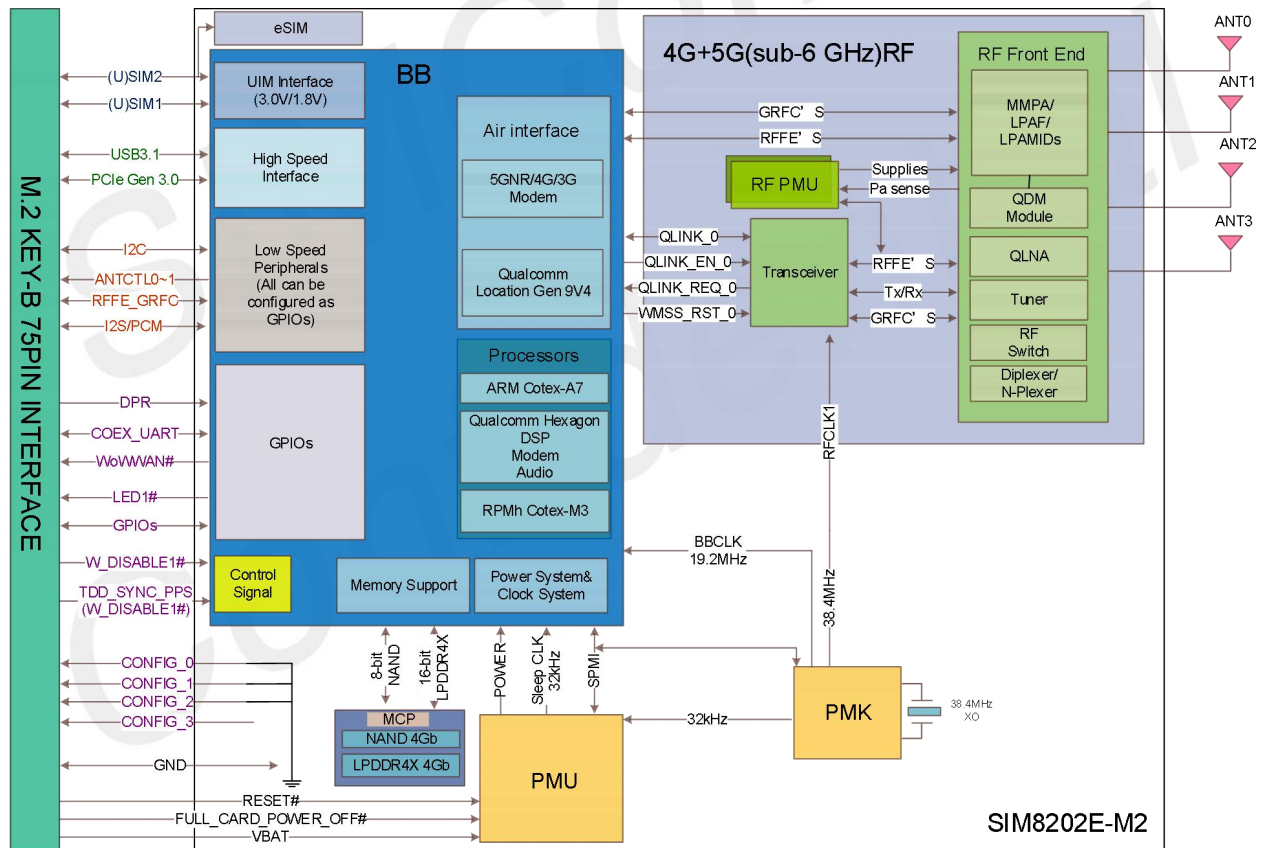 eSIM
BB
UIM Interface
(3.0V/1.8V)
High Speed
Interface
Low Speed
Peripherals
(All can be
configured as
GPIOs)
GPIOs
Control
Signal
Memory Support
Power System&
Clock System
Air interface
5GNR/4G/3G
Modem
Qualcomm
Location Gen 9V4
Processors
ARM Cotex-A7
Qualcomm Hexagon
DSP
Modem
Audio
RPMh Cotex-M3
M.2 KEY-B 75PIN INTERFACE
(U)SIM2
(U)SIM1
USB3.1
PCIe Gen 3.0
I2C
ANTCTL0~1
RFFE_GRFC
I2S/PCM
DPR
COEX_UART
WoWWAN#
LED1#
GPIOs
W_DISABLE1#
TDD_SYNC_PPS
(W_DISABLE1#)
CONFIG_0
CONFIG_1
CONFIG_2
CONFIG_3
GND
RESET#
FULL_CARD_POWER_OFF#
VBAT
4G+5G(sub-6 GHz)RF
GRFC' S
RFFE' S
RF PMU
Supplies
Pa sense
QLINK_0
QLINK_EN_0
QLINK_REQ_0
WMSS_RST_0
Transceiver
RFFE' S
Tx/Rx
GRFC' S
RF Front End
MMPA/
LPAF/
LPAMIDs
QDM
Module
QLNA
Tuner
RF
Switch
Diplexer/
N-Plexer
ANT0
ANT1
ANT2
ANT3
RFCLK1
38.4MHz
BBCLK
19.2MHz
8-bit
NAND
16-bit
LPDDR4X
POWER
Sleep CLK
32kHz
SPMI
MCP
NAND 4Gb
LPDDR4X 4Gb
PMU
32kHz
PMK
38.4MHz
XO
SIM8202E-M2